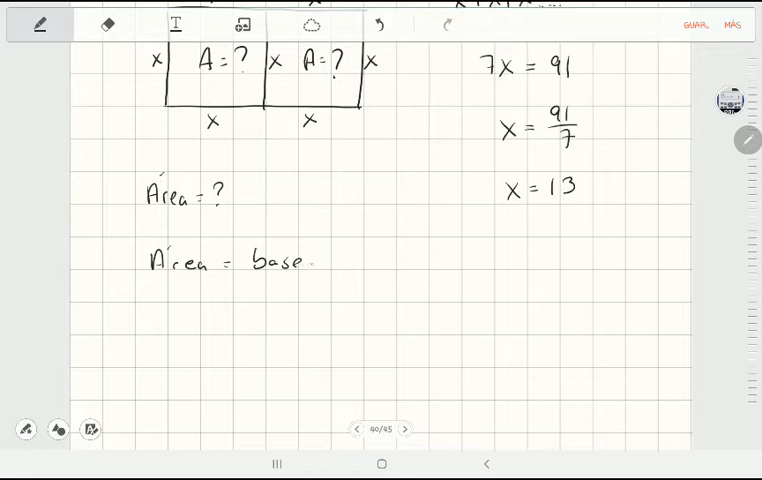 T
GUAR. MÁS
x A = ? x A = ? x
x x
7x = 91
x = 91/7
x = 13
Área = ?
Área = base
40/45